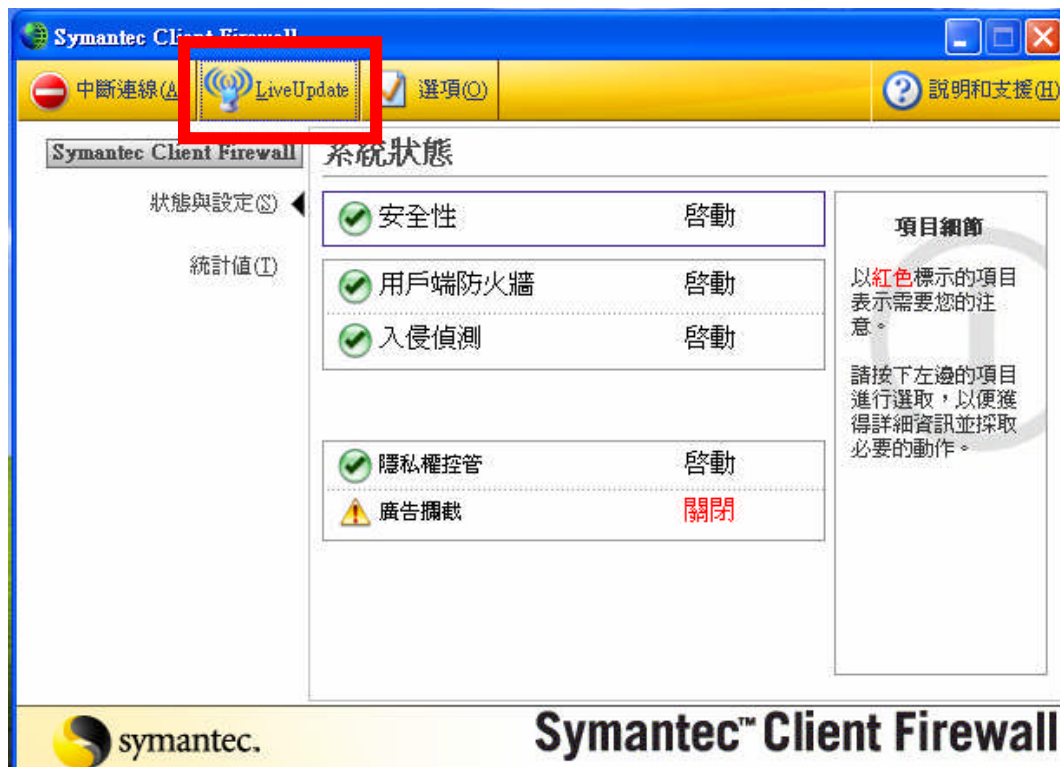 Symantec Client Firewall
中斷連線(A
LiveUpdate
選項(O)
說明和支援(H)
Symantec Client Firewall
狀態與設定(S)
統計值(T)
系統狀態
安全性 啓動
用戶端防火牆 啓動
入侵偵測 啓動
隱私權控管 啓動
廣告攔截 關閉
項目細節
以紅色標示的項目
表示需要您的注
意。
請按下左邊的項目
進行選取，以便獲
得詳細資訊並採取
必要的動作。
symantec.
Symantec™ Client Firewall